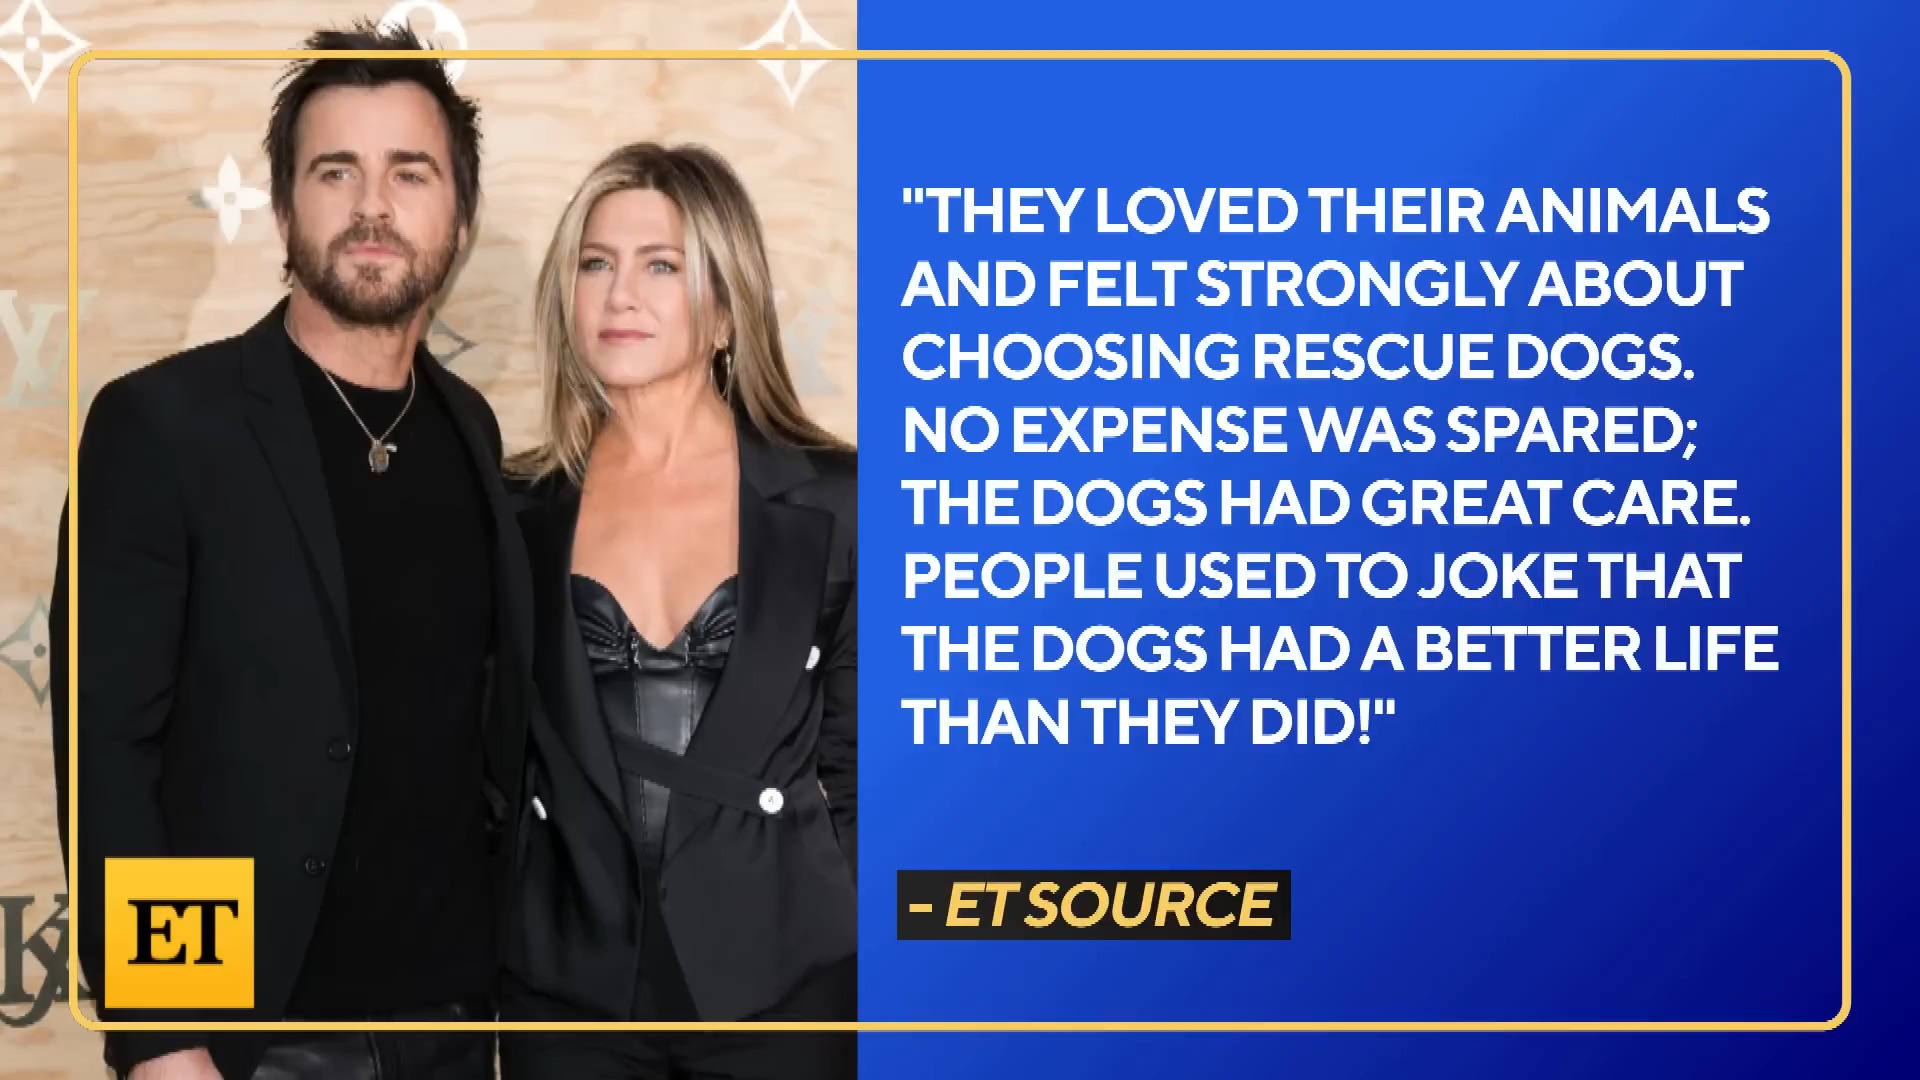 "THEY LOVED THEIR ANIMALS
AND FELT STRONGLY ABOUT
CHOOSING RESCUE DOGS.
NO EXPENSE WAS SPARED;
THE DOGS HAD GREAT CARE.
PEOPLE USED TO JOKE THAT
THE DOGS HAD A BETTER LIFE
THAN THEY DID!"
- ET SOURCE
ET